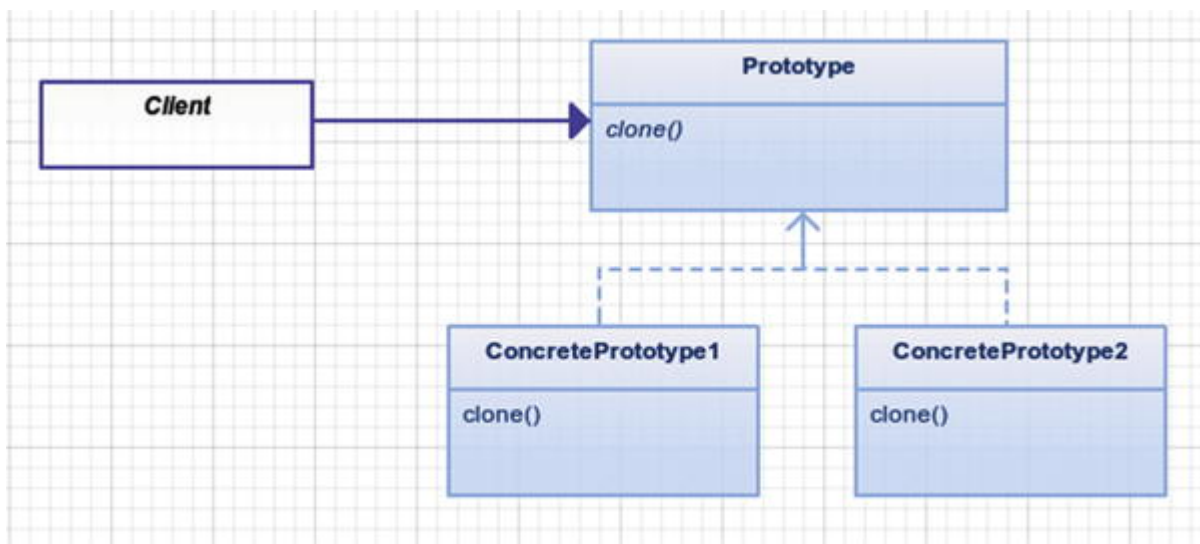 Client
Prototype
clone()
ConcretePrototype1
clone()
ConcretePrototype2
clone()